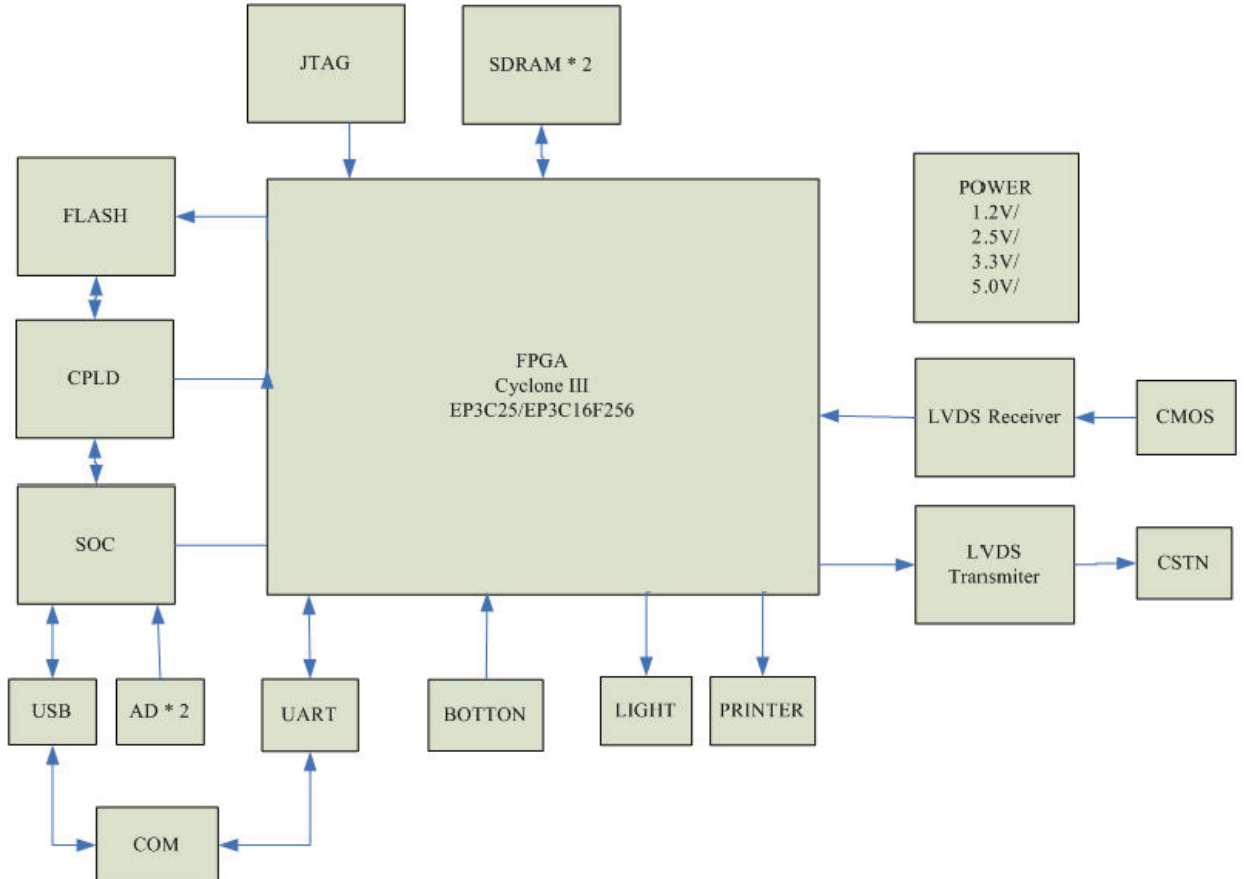 JTAG
SDRAM * 2
FLASH
POWER
1.2V/
2.5V/
3.3V/
5.0V/
CPLD
FPGA
Cyclone III
EP3C25/EP3C16F256
LVDS Receiver
CMOS
SOC
LVDS
Transmiter
CSTN
USB
AD * 2
UART
BOTTON
LIGHT
PRINTER
COM